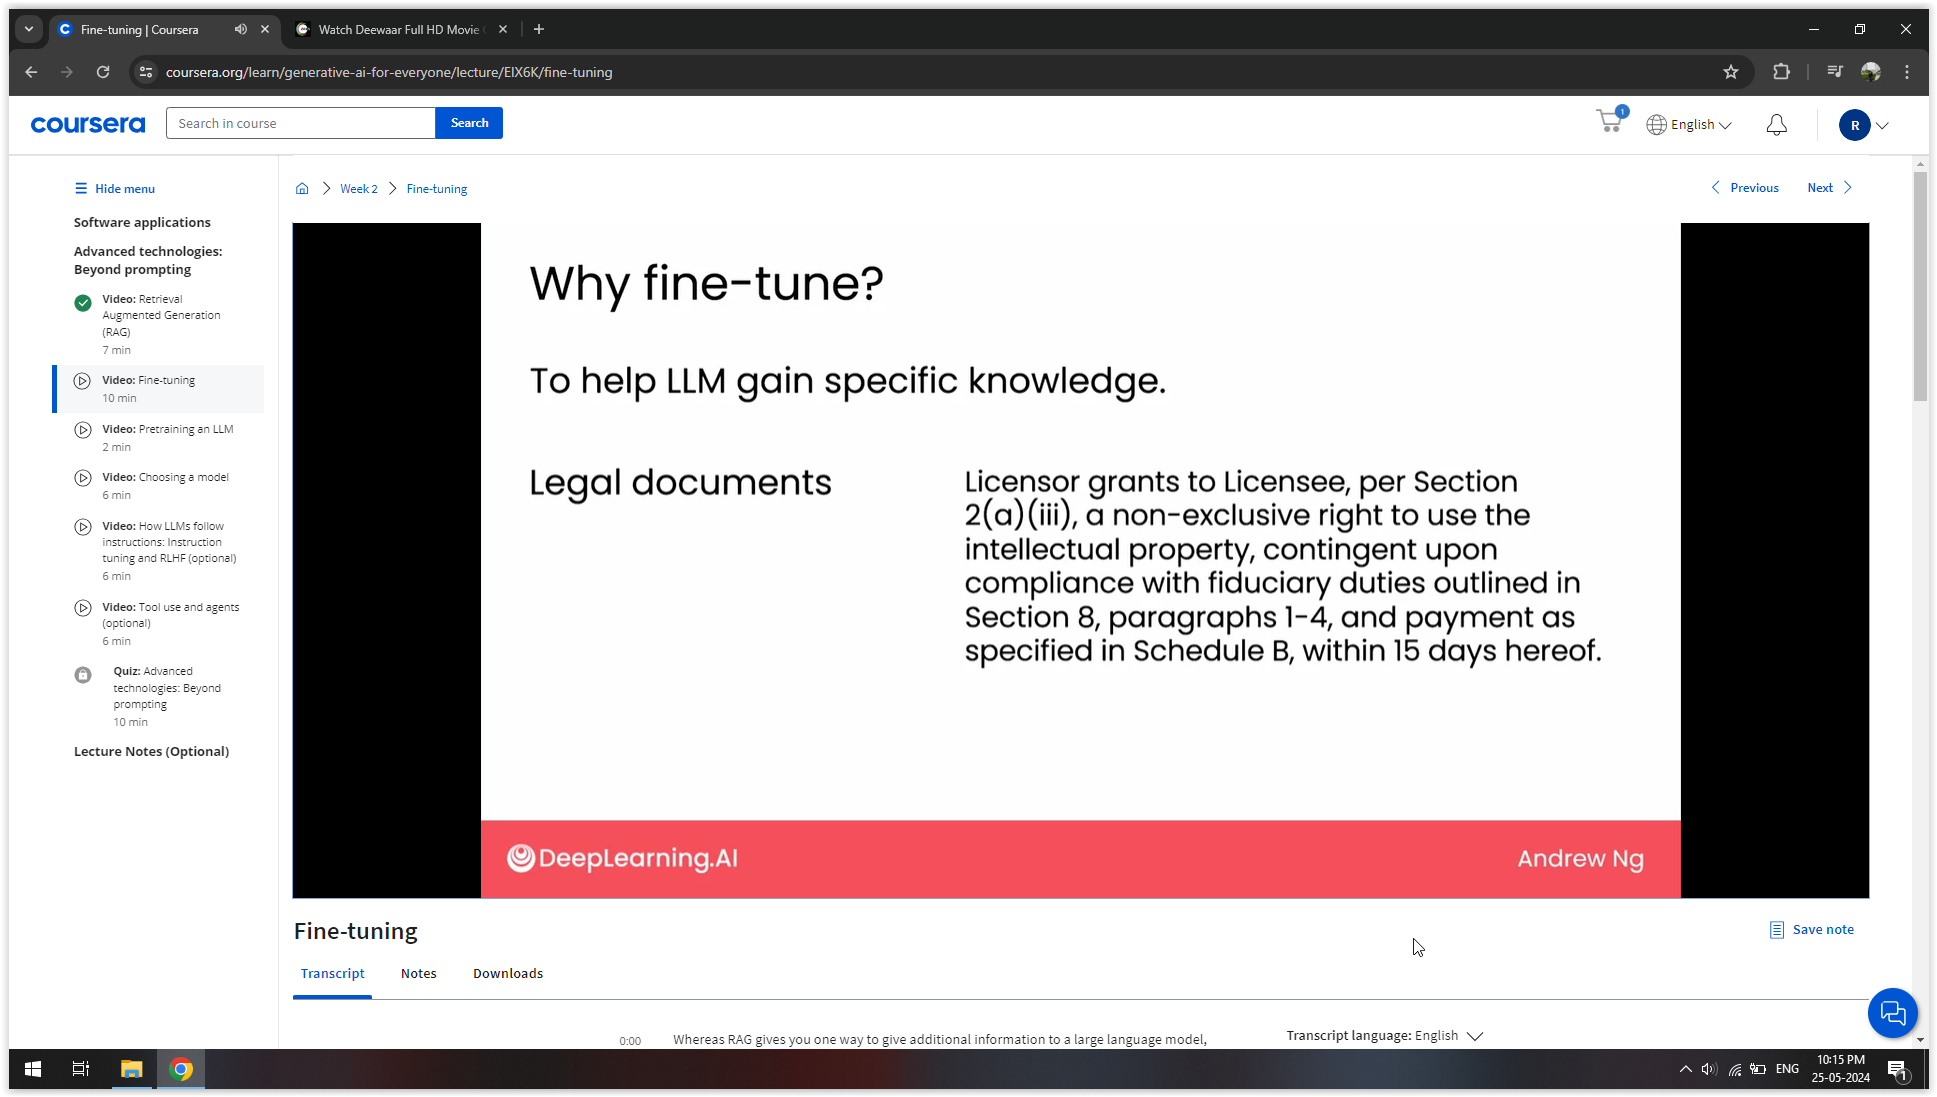 Fine-tuning | Coursera
Watch Deewaar Full HD Movie
coursera.org/learn/generative-ai-for-everyone/lecture/EIX6K/fine-tuning
coursera
Search in course
Search
1
English
R
Hide menu
Software applications
Advanced technologies:
Beyond prompting
Video: Retrieval
Augmented Generation
(RAG)
7 min
Video: Fine-tuning
10 min
Video: Pretraining an LLM
2 min
Video: Choosing a model
6 min
Video: How LLMs follow
instructions: Instruction
tuning and RLHF (optional)
6 min
Video: Tool use and agents
(optional)
6 min
Quiz: Advanced
technologies: Beyond
prompting
10 min
Lecture Notes (Optional)
Week 2
Fine-tuning
Previous
Next
Why fine-tune?
To help LLM gain specific knowledge.
Legal documents
Licensor grants to Licensee, per Section
2(a)(iii), a non-exclusive right to use the
intellectual property, contingent upon
compliance with fiduciary duties outlined in
Section 8, paragraphs 1-4, and payment as
specified in Schedule B, within 15 days hereof.
DeepLearning.AI
Andrew Ng
Fine-tuning
Save note
Transcript
Notes
Downloads
0:00
Whereas RAG gives you one way to give additional information to a large language model,
Transcript language: English
ENG
10:15 PM
25-05-2024
1